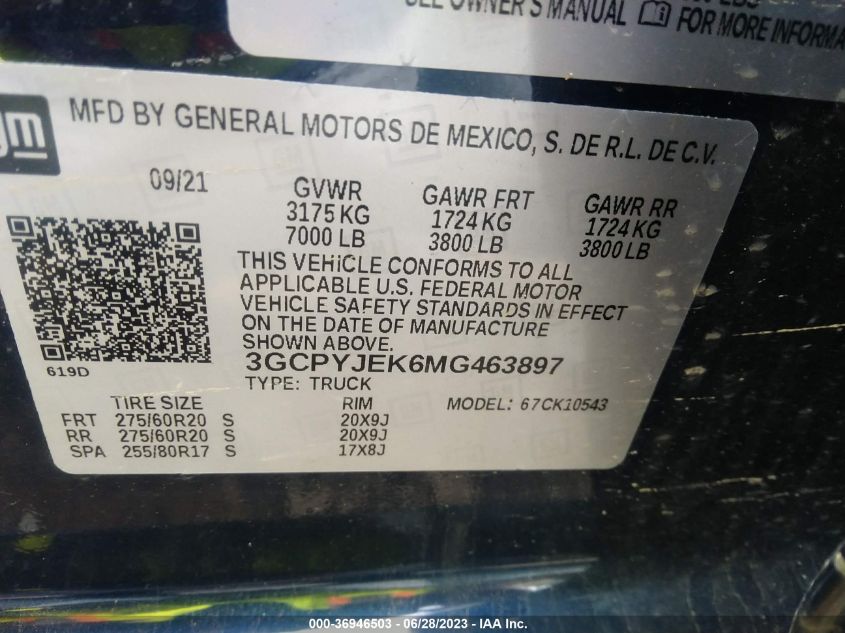 SEE OWNER'S MANUAL
FOR MORE INFORMA
gm
MFD BY GENERAL MOTORS DE MEXICO, S. DE R.L. DE C.V.
09/21 GVWR GAWR FRT GAWR RR
3175 KG 1724 KG 1724 KG
7000 LB 3800 LB 3800 LB
THIS VEHICLE CONFORMS TO ALL
APPLICABLE U.S. FEDERAL MOTOR
VEHICLE SAFETY STANDARDS IN EFFECT
ON THE DATE OF MANUFACTURE
SHOWN ABOVE.
619D
3GCPYJEK6MG463897
TYPE: TRUCK
TIRE SIZE RIM MODEL: 67CK10543
FRT 275/60R20 S 20X9J
RR 275/60R20 S 20X9J
SPA 255/80R17 S 17X8J
000-36946503 - 06/28/2023 - IAA Inc.